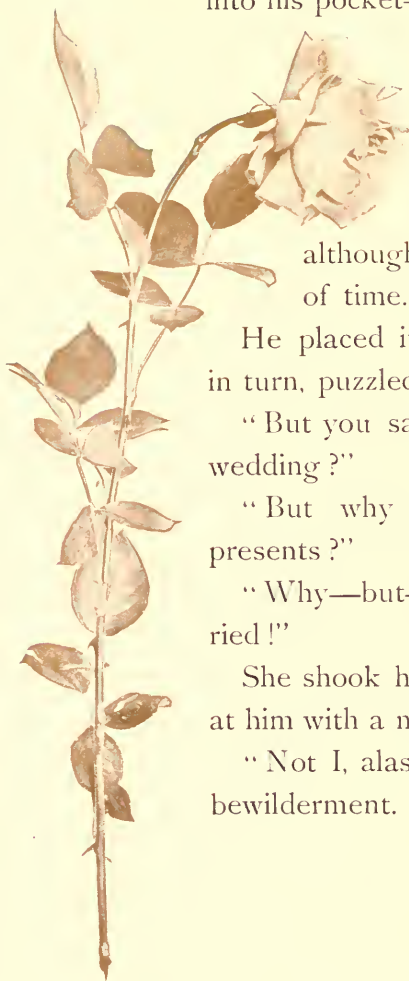 into his pocket-
although
of time.
He placed i
in turn, puzzled
“ But you sa
wedding ?”
“ But why
presents ?”
“ Why—but-
ried !”
She shook h
at him with a n
“ Not I, alas
bewilderment.